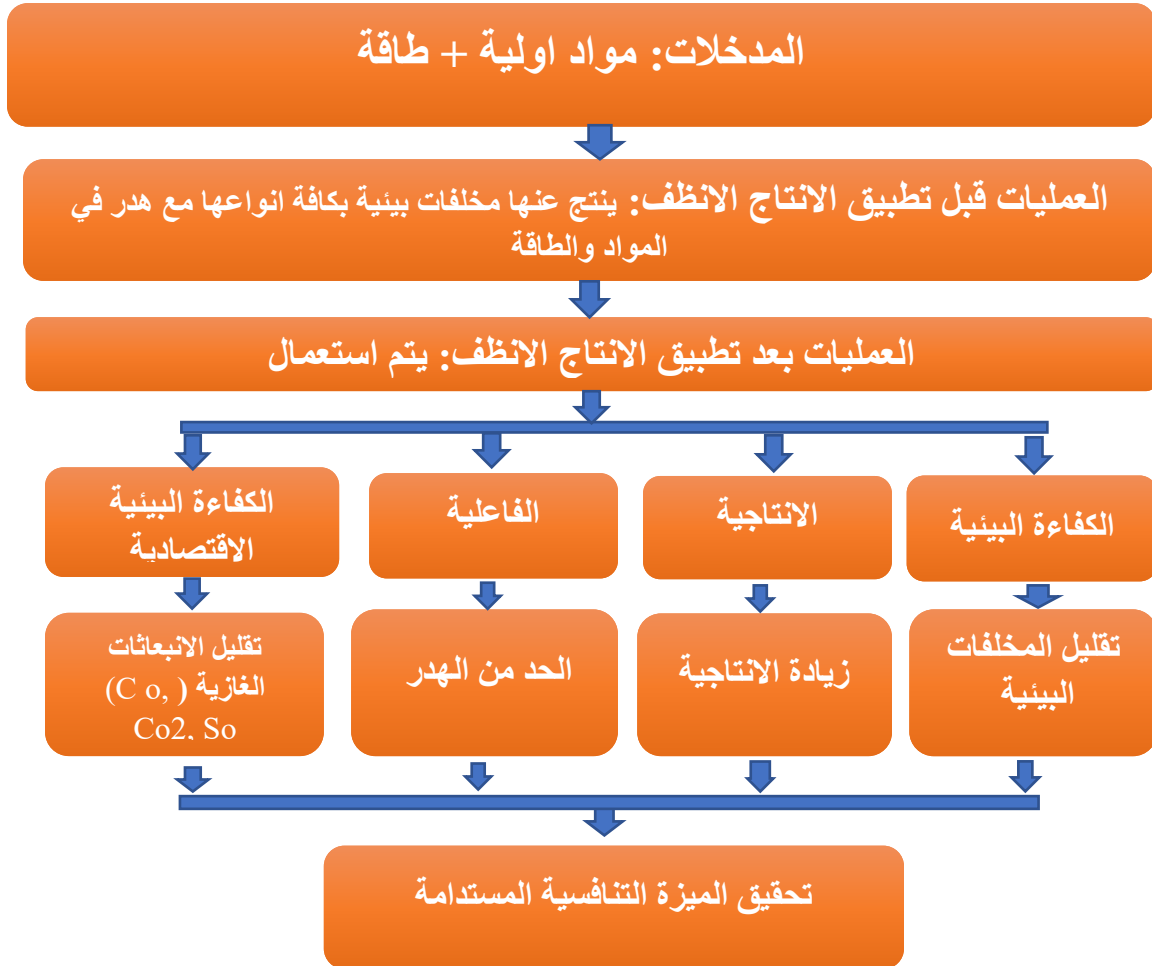 المدخلات: مواد اولية + طاقة
العمليات قبل تطبيق الانتاج الانظف: ينتج عنها مخلفات بيئية بكافة انواعها مع هدر في
المواد والطاقة
العمليات بعد تطبيق الانتاج الانظف: يتم استعمال
الكفاءة البيئية
الانتاجية
الفاعلية
الكفاءة البيئية
الاقتصادية
تقليل المخلفات
البيئية
زيادة الانتاجية
الحد من الهدر
تقليل الانبعاثات
الغازية (C o, )
Co2, So
تحقيق الميزة التنافسية المستدامة